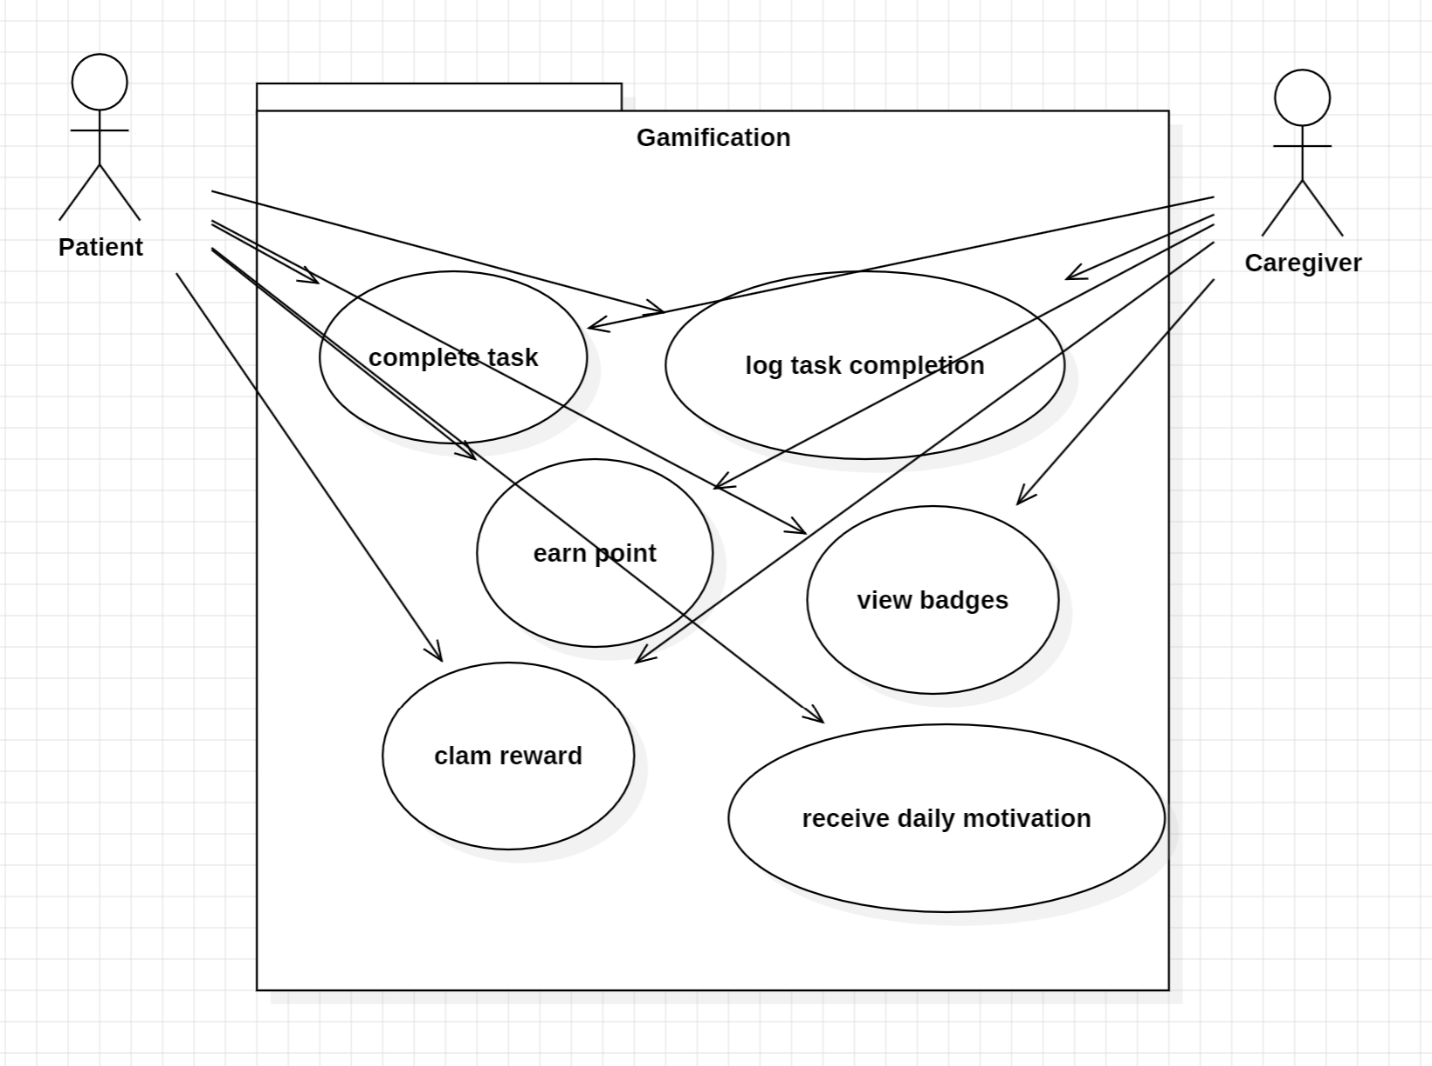 Gamification
Patient
Caregiver
complete task
log task completion
earn point
view badges
clam reward
receive daily motivation